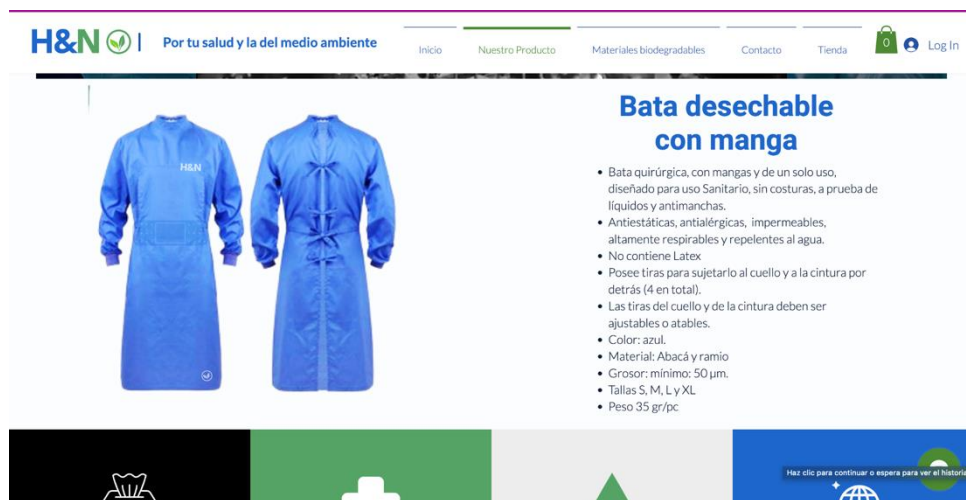 H&N | Por tu salud y la del medio ambiente
Inicio
Nuestro Producto
Materiales biodegradables
Contacto
Tienda
0
Log In
H&N
Bata desechable
con manga
• Bata quirúrgica, con mangas y de un solo uso,
diseñado para uso Sanitario, sin costuras, a prueba de
líquidos y antimanchas.
• Antiestáticas, antialérgicas, impermeables,
altamente respirables y repelentes al agua.
• No contiene Latex
• Posee tiras para sujetarlo al cuello y a la cintura por
detrás (4 en total).
• Las tiras del cuello y de la cintura deben ser
ajustables o atables.
• Color: azul.
• Material: Abacá y ramio
• Grosor: mínimo: 50 µm.
• Tallas S, M, L y XL
• Peso 35 gr/pc
Haz clic para continuar o espera para ver el historia